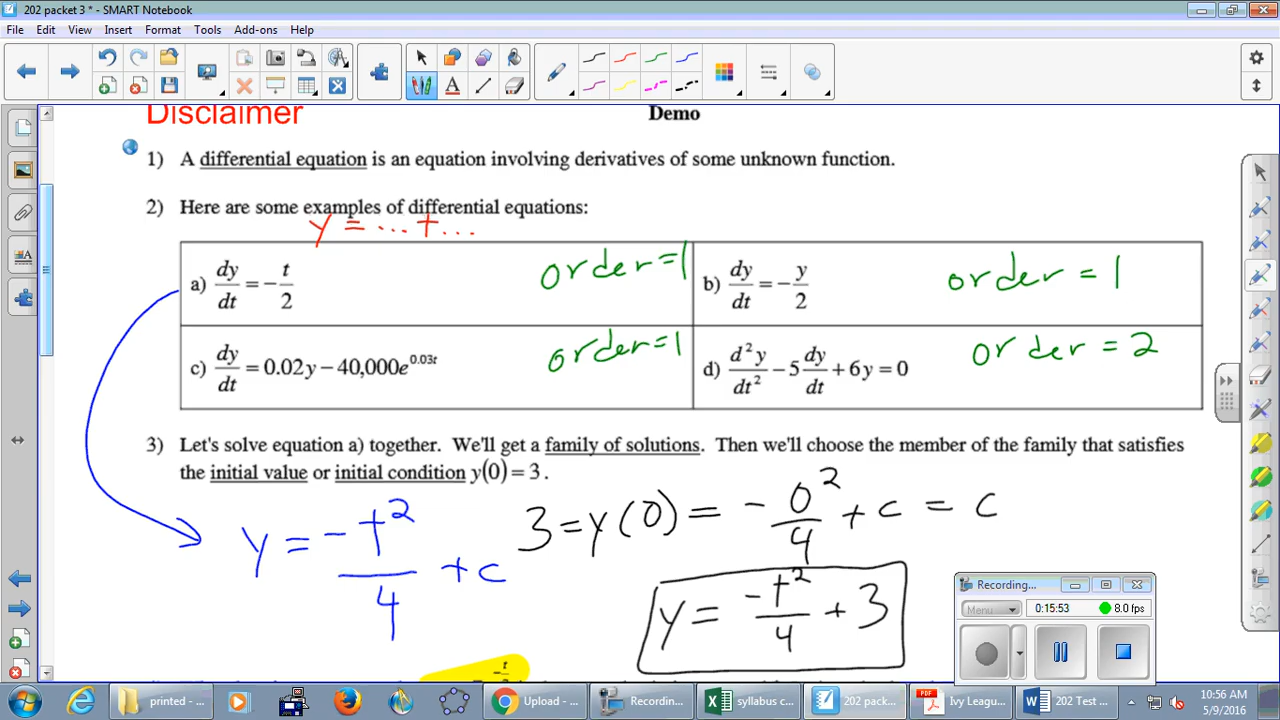 202 packet 3 * - SMART Notebook
File Edit View Insert Format Tools Add-ons Help
Disclaimer
Demo
1) A differential equation is an equation involving derivatives of some unknown function.
2) Here are some examples of differential equations:
y = ... t ...
a) dy/dt = -t/2 order = 1
b) dy/dt = -y/2 order = 1
c) dy/dt = 0.02y − 40,000e^0.03t order = 1
d) d²y/dt² − 5 dy/dt + 6y = 0 order = 2
3) Let's solve equation a) together. We'll get a family of solutions. Then we'll choose the member of the family that satisfies
the initial value or initial condition y(0) = 3.
y = -t²/4 + c
3 = y(0) = -0²/4 + c = c
y = -t²/4 + 3
Recording...
Menu 0:15:53 8.0 fps
printed -... Upload -... Recordin... syllabus c... 202 pack... Ivy Leagu... 202 Test ...
10:56 AM
5/9/2016